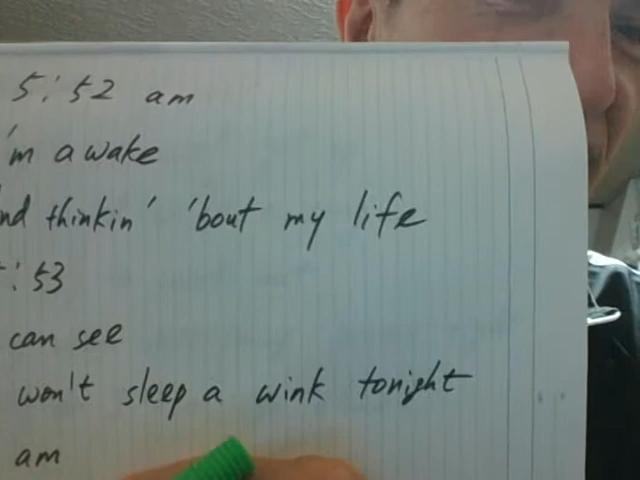 5:52 am
'm awake
nd thinkin' 'bout my life
:53
can see
won't sleep a wink tonight
am